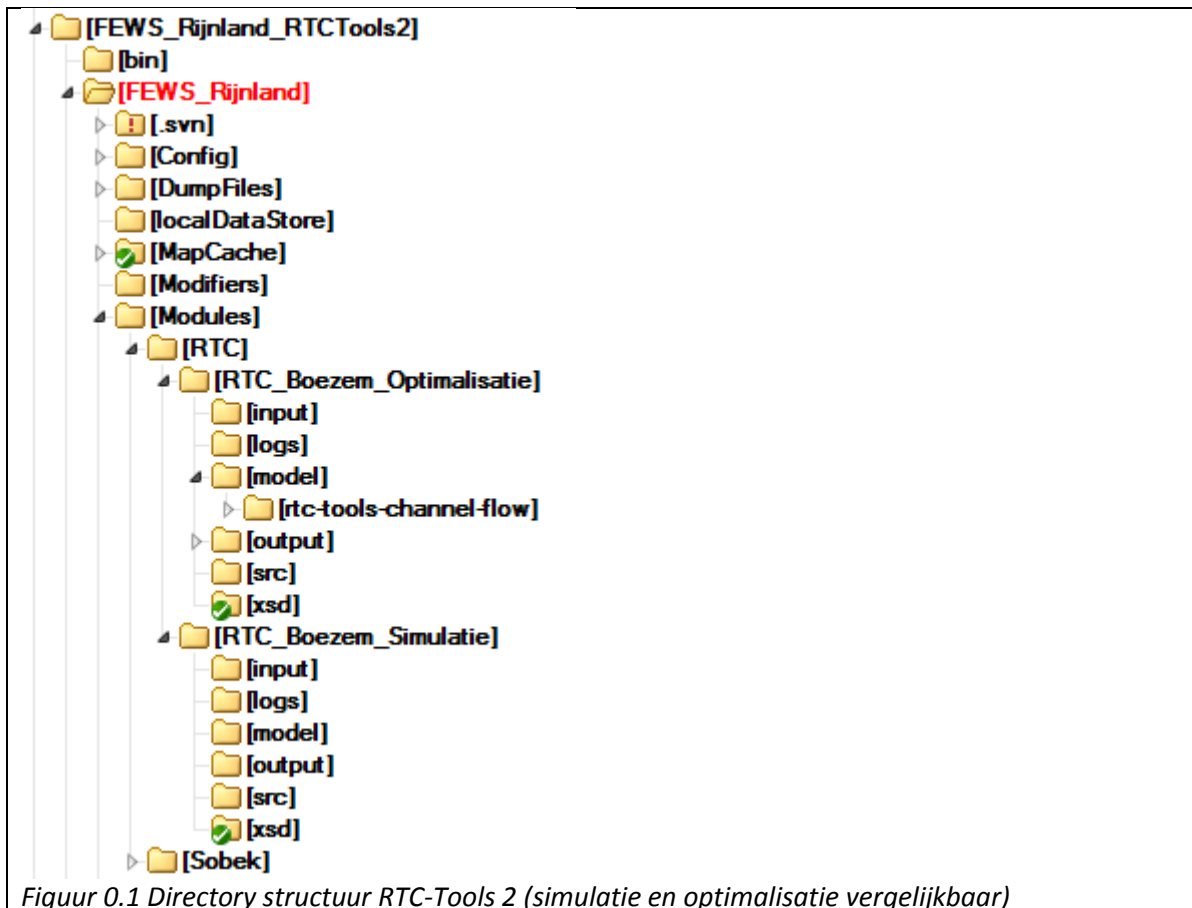 [FEWS_Rijnland_RTCTools2]
[bin]
[FEWS_Rijnland]
[.svn]
[Config]
[DumpFiles]
[localDataStore]
[MapCache]
[Modifiers]
[Modules]
[RTC]
[RTC_Boezem_Optimalisatie]
[input]
[logs]
[model]
[rtc-tools-channel-flow]
[output]
[src]
[xsd]
[RTC_Boezem_Simulatie]
[input]
[logs]
[model]
[output]
[src]
[xsd]
[Sobek]
Figuur 0.1 Directory structuur RTC-Tools 2 (simulatie en optimalisatie vergelijkbaar)